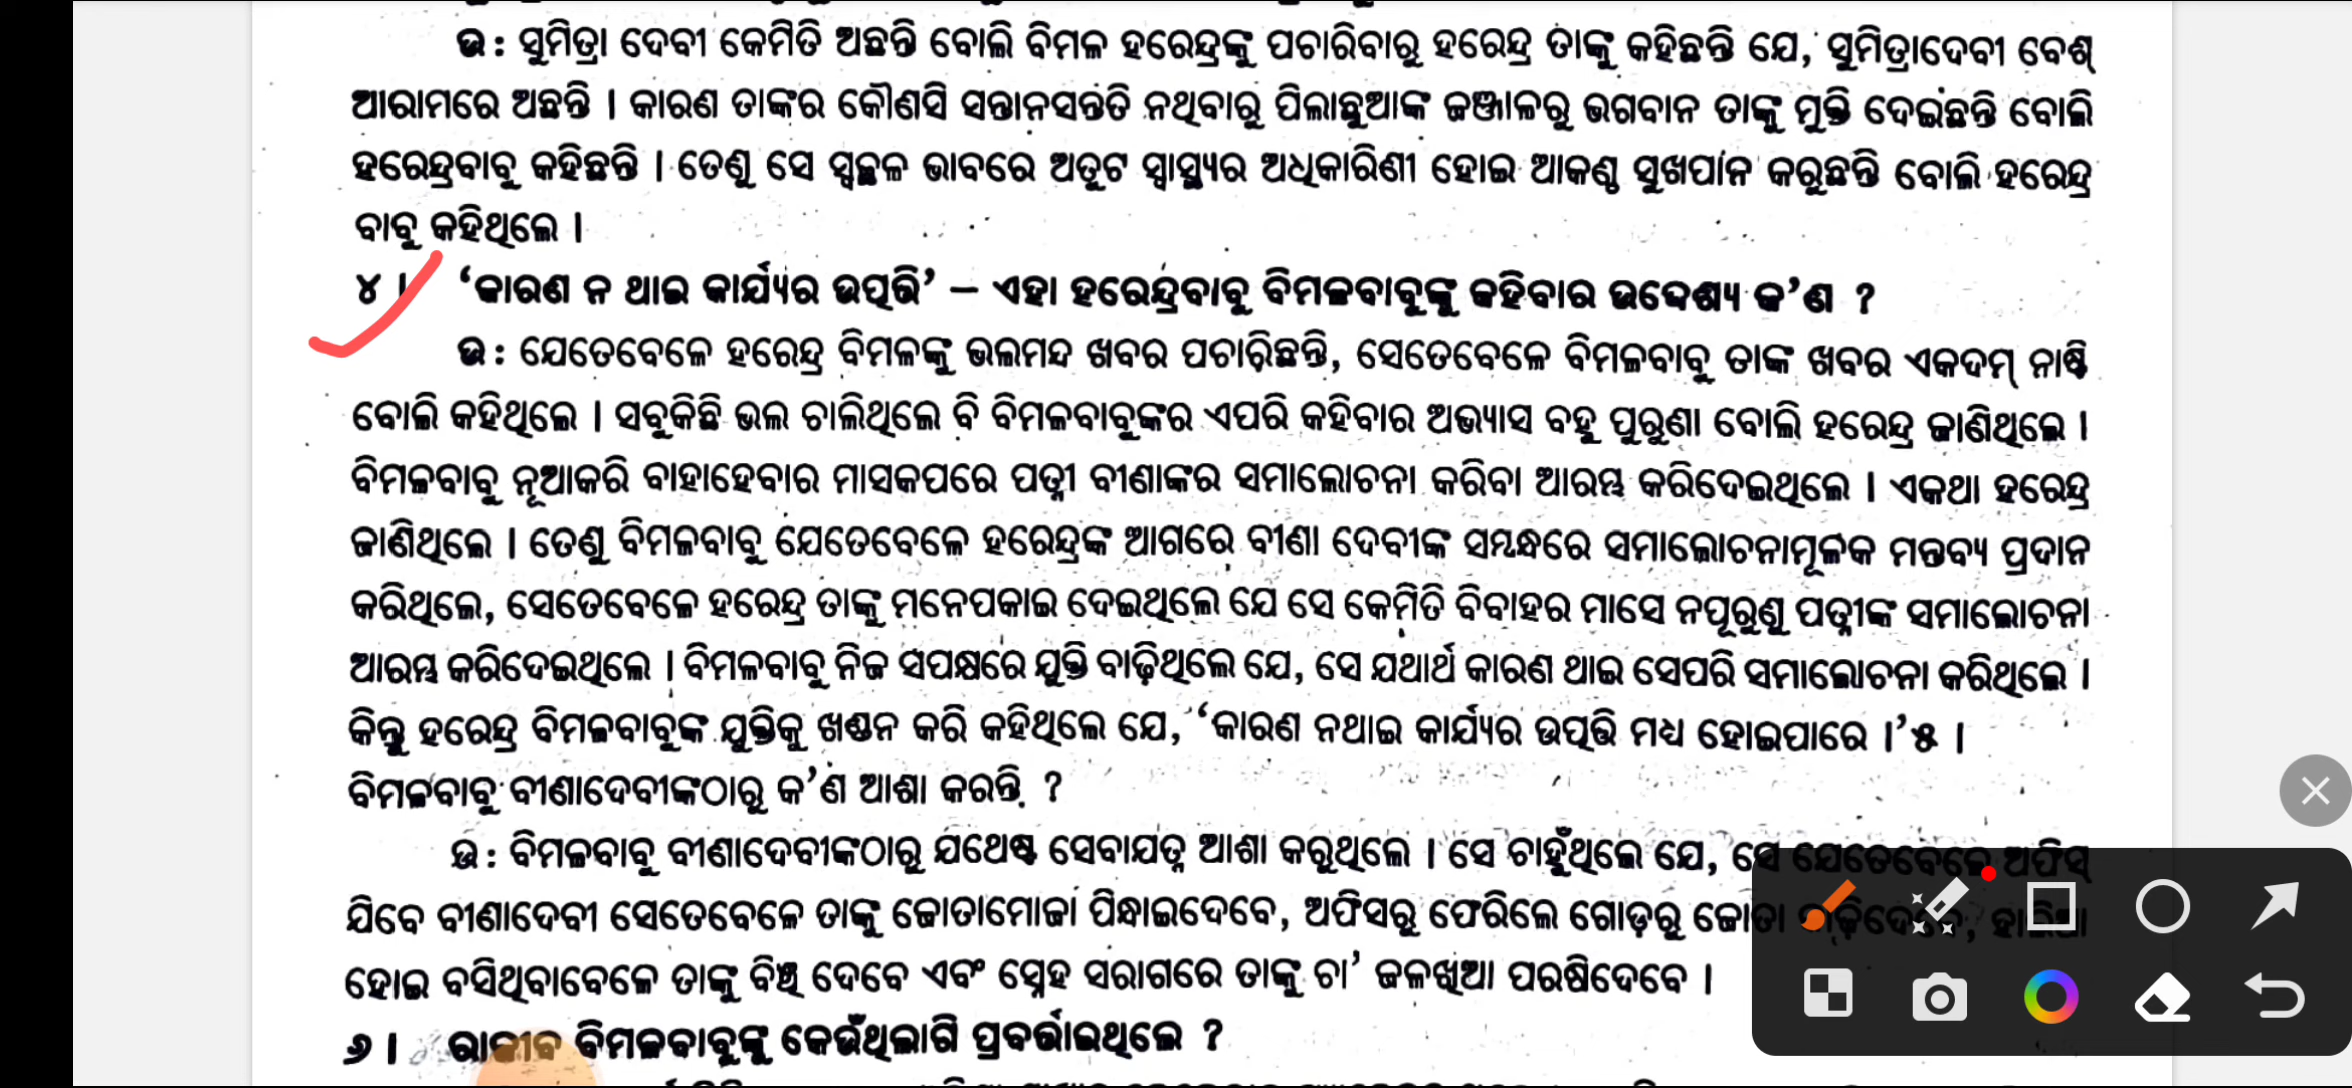 ଉ : ସୁମିତ୍ରା ଦେବୀ କେମିତି ଅଛନ୍ତି ବୋଲି ବିମଳ ହରେନ୍ଦ୍ରଙ୍କୁ ପଚାରିବାରୁ ହରେନ୍ଦ୍ର ତାଙ୍କୁ କହିଛନ୍ତି ଯେ, ସୁମିତ୍ରାଦେବୀ ବେଶ୍
ଆରାମରେ ଅଛନ୍ତି । କାରଣ ତାଙ୍କର କୌଣସି ସନ୍ତାନସନ୍ତତି ନଥିବାରୁ ପିଲାଛୁଆଙ୍କ ଜଞ୍ଜାଳରୁ ଭଗବାନ ତାଙ୍କୁ ମୁକ୍ତି ଦେଇଛନ୍ତି ବୋଲି
ହରେନ୍ଦ୍ରବାବୁ କହିଛନ୍ତି । ତେଣୁ ସେ ସ୍ୱଚ୍ଛଳ ଭାବରେ ଅତୁଟ ସ୍ୱାସ୍ଥ୍ୟର ଅଧିକାରିଣୀ ହୋଇ ଆକଣ୍ଠ ସୁଖପାନ କରୁଛନ୍ତି ବୋଲି ହରେନ୍ଦ୍ର
ବାବୁ କହିଥିଲେ ।
୪ । ‘କାରଣ ନ ଥାଇ କାର୍ଯ୍ୟର ଉତ୍ପତ୍ତି’ – ଏହା ହରେନ୍ଦ୍ରବାବୁ ବିମଳବାବୁଙ୍କୁ କହିବାର ଉଦ୍ଦେଶ୍ୟ କ’ଣ ?
ଉ : ଯେତେବେଳେ ହରେନ୍ଦ୍ର ବିମଳଙ୍କୁ ଭଲମନ୍ଦ ଖବର ପଚାରିଛନ୍ତି, ସେତେବେଳେ ବିମଳବାବୁ ତାଙ୍କ ଖବର ଏକଦମ୍ ନାଷ୍ଟି
ବୋଲି କହିଥିଲେ । ସବୁକିଛି ଭଲ ଚାଲିଥିଲେ ବି ବିମଳବାବୁଙ୍କର ଏପରି କହିବାର ଅଭ୍ୟାସ ବହୁ ପୁରୁଣା ବୋଲି ହରେନ୍ଦ୍ର ଜାଣିଥିଲେ ।
ବିମଳବାବୁ ନୂଆକରି ବାହାହେବାର ମାସକପରେ ପତ୍ନୀ ବୀଣାଙ୍କର ସମାଲୋଚନା କରିବା ଆରମ୍ଭ କରିଦେଇଥିଲେ । ଏକଥା ହରେନ୍ଦ୍ର
ଜାଣିଥିଲେ । ତେଣୁ ବିମଳବାବୁ ଯେତେବେଳେ ହରେନ୍ଦ୍ରଙ୍କ ଆଗରେ ବୀଣା ଦେବୀଙ୍କ ସମ୍ବନ୍ଧରେ ସମାଲୋଚନାମୂଳକ ମନ୍ତବ୍ୟ ପ୍ରଦାନ
କରିଥିଲେ, ସେତେବେଳେ ହରେନ୍ଦ୍ର ତାଙ୍କୁ ମନେପକାଇ ଦେଇଥିଲେ ଯେ ସେ କେମିତି ବିବାହର ମାସେ ନପୂରୁଣୁ ପତ୍ନୀଙ୍କ ସମାଲୋଚନା
ଆରମ୍ଭ କରିଦେଇଥିଲେ । ବିମଳବାବୁ ନିଜ ସପକ୍ଷରେ ଯୁକ୍ତି ବାଢ଼ିଥିଲେ ଯେ, ସେ ଯଥାର୍ଥ କାରଣ ଥାଇ ସେପରି ସମାଲୋଚନା କରିଥିଲେ ।
କିନ୍ତୁ ହରେନ୍ଦ୍ର ବିମଳବାବୁଙ୍କ ଯୁକ୍ତିକୁ ଖଣ୍ଡନ କରି କହିଥିଲେ ଯେ, ‘କାରଣ ନଥାଇ କାର୍ଯ୍ୟର ଉତ୍ପତ୍ତି ମଧ୍ୟ ହୋଇପାରେ ।’ ୫ ।
ବିମଳବାବୁ ବୀଣାଦେବୀଙ୍କଠାରୁ କ’ଣ ଆଶା କରନ୍ତି ?
ଉ : ବିମଳବାବୁ ବୀଣାଦେବୀଙ୍କଠାରୁ ଯଥେଷ୍ଟ ସେବାଯତ୍ନ ଆଶା କରୁଥିଲେ । ସେ ଚାହୁଁଥିଲେ ଯେ, ସେ ଯେତେବେଳେ ଅଫିସ୍
ଯିବେ ବୀଣାଦେବୀ ସେତେବେଳେ ତାଙ୍କୁ ଜୋତାମୋଜା ପିନ୍ଧାଇଦେବେ, ଅଫିସରୁ ଫେରିଲେ ଗୋଡ଼ରୁ ଜୋତା
ହୋଇ ବସିଥିବାବେଳେ ତାଙ୍କୁ ବିଞ୍ଚି ଦେବେ ଏବଂ ସ୍ନେହ ସରାଗରେ ତାଙ୍କୁ ଚା’ ଜଳଖିଆ ପରଷିଦେବେ ।
୬ । ରାଜୀବ ବିମଳବାବୁଙ୍କୁ କେଉଁଥିଲାଗି ପ୍ରବର୍ତ୍ତାଇଥିଲେ ?